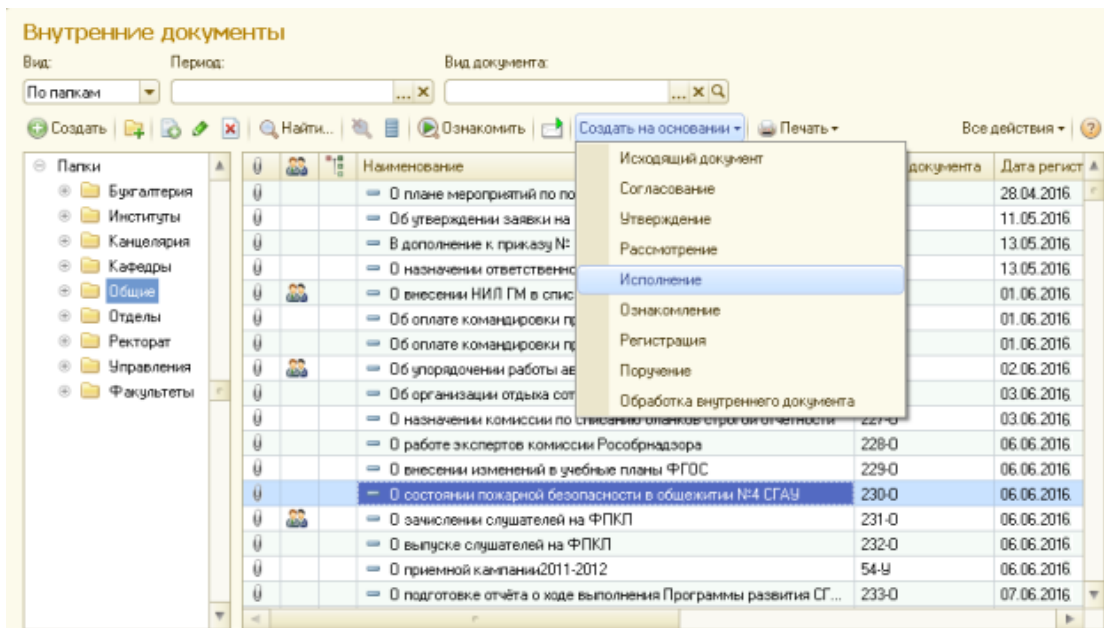 Внутренние документы
Вид: Период: Вид документа:
По папкам ... x ... x
Создать Найти... Ознакомить Создать на основании Печать Все действия ?
Папки
Бухгалтерия
Институты
Канцелярия
Кафедры
Общие
Отделы
Ректорат
Управления
Факультеты
Наименование документа Дата регист
О плане мероприятий по по 28.04.2016
Об утверждении заявки на 11.05.2016
В дополнение к приказу № 13.05.2016
О назначении ответственно 13.05.2016
О внесении НИЛ ГМ в спис 01.06.2016
Об оплате командировки пр 01.06.2016
Об оплате командировки пр 01.06.2016
Об упорядочении работы ав 02.06.2016
Об организации отдыха сот 03.06.2016
О назначении комиссии по списанию бланков строгой отчетности 227-О 03.06.2016
О работе экспертов комиссии Рособрнадзора 228-О 06.06.2016
О внесении изменений в учебные планы ФГОС 229-О 06.06.2016
О состоянии пожарной безопасности в общежитии №4 СГАУ 230-О 06.06.2016
О зачислении слушателей на ФПКП 231-О 06.06.2016
О выпуске слушателей на ФПКП 232-О 06.06.2016
О приемной кампании2011-2012 54-У 06.06.2016
О подготовке отчёта о ходе выполнения Программы развития СГ... 233-О 07.06.2016
Исходящий документ
Согласование
Утверждение
Рассмотрение
Исполнение
Ознакомление
Регистрация
Поручение
Обработка внутреннего документа